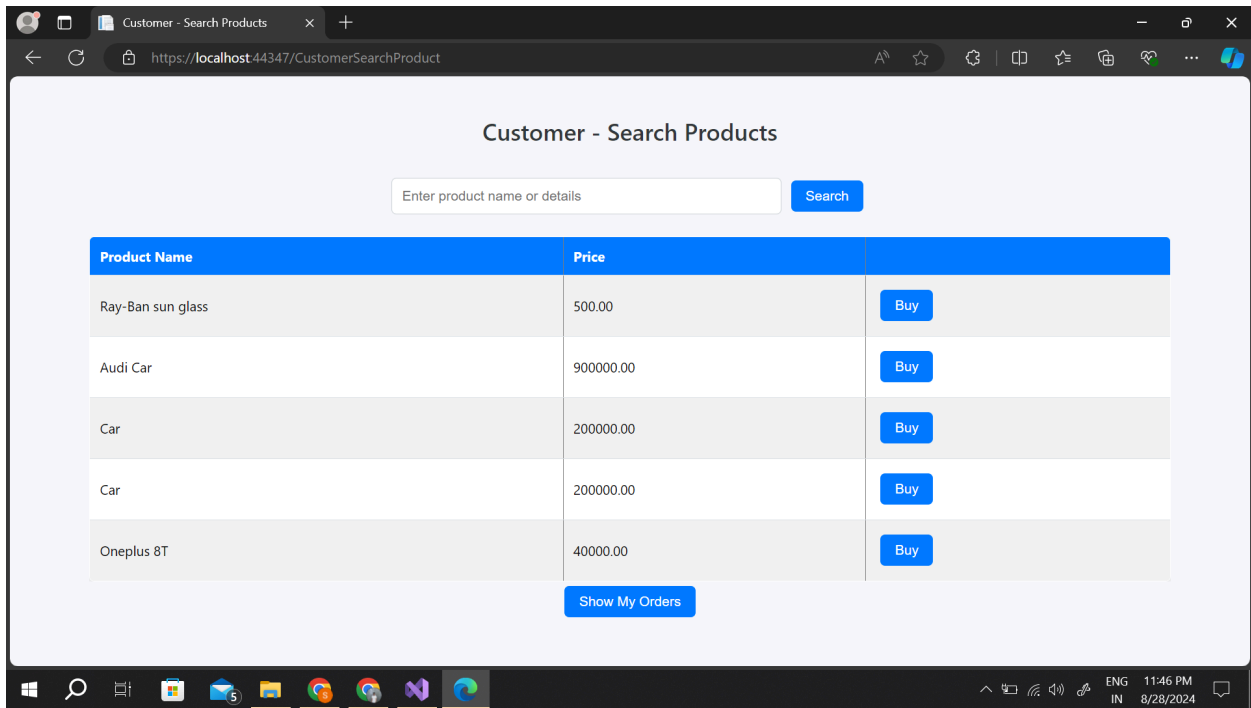 Customer - Search Products
https://localhost:44347/CustomerSearchProduct
Customer - Search Products
Enter product name or details Search
Product Name Price
Ray-Ban sun glass 500.00 Buy
Audi Car 900000.00 Buy
Car 200000.00 Buy
Car 200000.00 Buy
Oneplus 8T 40000.00 Buy
Show My Orders
5 S ENG 11:46 PM
IN 8/28/2024